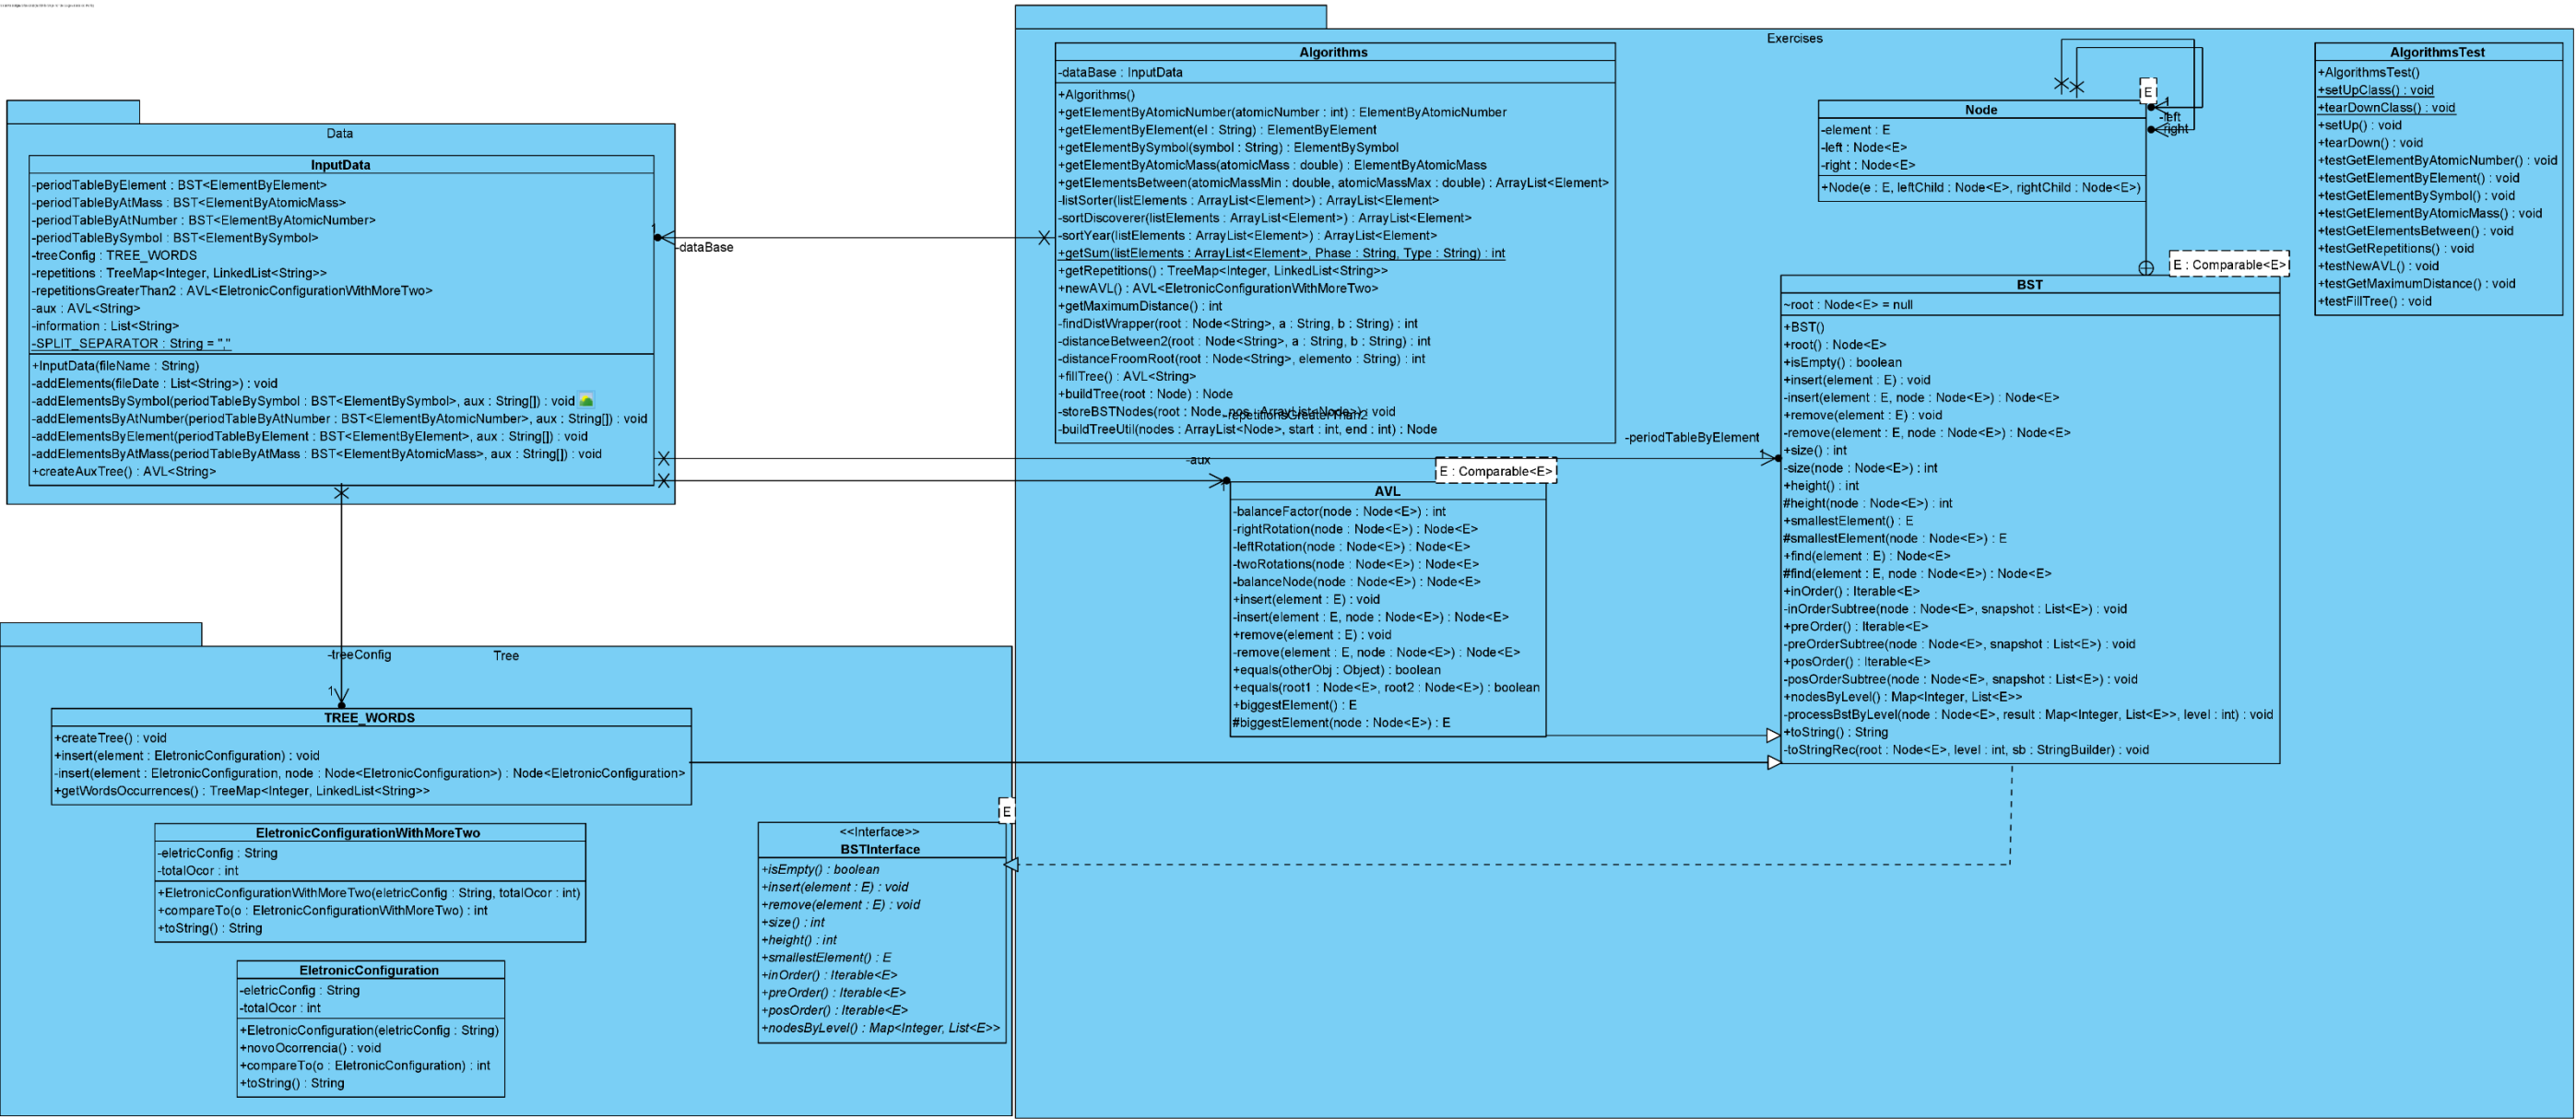 Data
InputData
-periodTableByElement : BST<ElementByElement>
-periodTableByAtMass : BST<ElementByAtomicMass>
-periodTableByAtNumber : BST<ElementByAtomicNumber>
-periodTableBySymbol : BST<ElementBySymbol>
-treeConfig : TREE_WORDS
-repetitions : TreeMap<Integer, LinkedList<String>>
-repetitionsGreaterThan2 : AVL<EletronicConfigurationWithMoreTwo>
-aux : AVL<String>
-information : List<String>
-SPLIT_SEPARATOR : String = ","
+InputData(fileName : String)
-addElements(fileDate : List<String>) : void
-addElementsBySymbol(periodTableBySymbol : BST<ElementBySymbol>, aux : String[]) : void
-addElementsByAtNumber(periodTableByAtNumber : BST<ElementByAtomicNumber>, aux : String[]) : void
-addElementsByElement(periodTableByElement : BST<ElementByElement>, aux : String[]) : void
-addElementsByAtMass(periodTableByAtMass : BST<ElementByAtomicMass>, aux : String[]) : void
+createAuxTree() : AVL<String>
1
-dataBase
Exercises
Algorithms
-dataBase : InputData
+Algorithms()
+getElementByAtomicNumber(atomicNumber : int) : ElementByAtomicNumber
+getElementByElement(el : String) : ElementByElement
+getElementBySymbol(symbol : String) : ElementBySymbol
+getElementByAtomicMass(atomicMass : double) : ElementByAtomicMass
+getElementsBetween(atomicMassMin : double, atomicMassMax : double) : ArrayList<Element>
-listSorter(listElements : ArrayList<Element>) : ArrayList<Element>
-sortDiscoverer(listElements : ArrayList<Element>) : ArrayList<Element>
-sortYear(listElements : ArrayList<Element>) : ArrayList<Element>
+getSum(listElements : ArrayList<Element>, Phase : String, Type : String) : int
+getRepetitions() : TreeMap<Integer, LinkedList<String>>
+newAVL() : AVL<EletronicConfigurationWithMoreTwo>
+getMaximumDistance() : int
-findDistWrapper(root : Node<String>, a : String, b : String) : int
-distanceBetween2(root : Node<String>, a : String, b : String) : int
-distanceFroomRoot(root : Node<String>, elemento : String) : int
+fillTree() : AVL<String>
+buildTree(root : Node) : Node
-storeBSTNodes(root : Node, nos : ArrayList<Node>) : void
-repetitionsGreaterThan2
-buildTreeUtil(nodes : ArrayList<Node>, start : int, end : int) : Node
-periodTableByElement
1
-aux
1
E : Comparable<E>
AVL
-balanceFactor(node : Node<E>) : int
-rightRotation(node : Node<E>) : Node<E>
-leftRotation(node : Node<E>) : Node<E>
-twoRotations(node : Node<E>) : Node<E>
-balanceNode(node : Node<E>) : Node<E>
+insert(element : E) : void
-insert(element : E, node : Node<E>) : Node<E>
+remove(element : E) : void
-remove(element : E, node : Node<E>) : Node<E>
+equals(otherObj : Object) : boolean
+equals(root1 : Node<E>, root2 : Node<E>) : boolean
+biggestElement() : E
#biggestElement(node : Node<E>) : E
E
Node
-element : E
-left : Node<E>
-right : Node<E>
+Node(e : E, leftChild : Node<E>, rightChild : Node<E>)
1
-left
-right
E : Comparable<E>
BST
~root : Node<E> = null
+BST()
+root() : Node<E>
+isEmpty() : boolean
+insert(element : E) : void
-insert(element : E, node : Node<E>) : Node<E>
+remove(element : E) : void
-remove(element : E, node : Node<E>) : Node<E>
+size() : int
-size(node : Node<E>) : int
+height() : int
#height(node : Node<E>) : int
+smallestElement() : E
#smallestElement(node : Node<E>) : E
+find(element : E) : Node<E>
#find(element : E, node : Node<E>) : Node<E>
+inOrder() : Iterable<E>
-inOrderSubtree(node : Node<E>, snapshot : List<E>) : void
+preOrder() : Iterable<E>
-preOrderSubtree(node : Node<E>, snapshot : List<E>) : void
+posOrder() : Iterable<E>
-posOrderSubtree(node : Node<E>, snapshot : List<E>) : void
+nodesByLevel() : Map<Integer, List<E>>
-processBstByLevel(node : Node<E>, result : Map<Integer, List<E>>, level : int) : void
+toString() : String
-toStringRec(root : Node<E>, level : int, sb : StringBuilder) : void
AlgorithmsTest
+AlgorithmsTest()
+setUpClass() : void
+tearDownClass() : void
+setUp() : void
+tearDown() : void
+testGetElementByAtomicNumber() : void
+testGetElementByElement() : void
+testGetElementBySymbol() : void
+testGetElementByAtomicMass() : void
+testGetElementsBetween() : void
+testGetRepetitions() : void
+testNewAVL() : void
+testGetMaximumDistance() : void
+testFillTree() : void
-treeConfig
Tree
1
TREE_WORDS
+createTree() : void
+insert(element : EletronicConfiguration) : void
-insert(element : EletronicConfiguration, node : Node<EletronicConfiguration>) : Node<EletronicConfiguration>
+getWordsOccurrences() : TreeMap<Integer, LinkedList<String>>
EletronicConfigurationWithMoreTwo
-eletricConfig : String
-totalOcor : int
+EletronicConfigurationWithMoreTwo(eletricConfig : String, totalOcor : int)
+compareTo(o : EletronicConfigurationWithMoreTwo) : int
+toString() : String
EletronicConfiguration
-eletricConfig : String
-totalOcor : int
+EletronicConfiguration(eletricConfig : String)
+novoOcorrencia() : void
+compareTo(o : EletronicConfiguration) : int
+toString() : String
E
<<Interface>>
BSTInterface
+isEmpty() : boolean
+insert(element : E) : void
+remove(element : E) : void
+size() : int
+height() : int
+smallestElement() : E
+inOrder() : Iterable<E>
+preOrder() : Iterable<E>
+posOrder() : Iterable<E>
+nodesByLevel() : Map<Integer, List<E>>